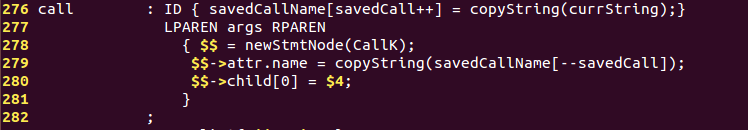 276 call        : ID { savedCallName[savedCall++] = copyString(currString);}
277               LPAREN args RPAREN
278                 { $$ = newStmtNode(CallK);
279                  $$->attr.name = copyString(savedCallName[--savedCall]);
280                  $$->child[0] = $4;
281                 }
282             ;